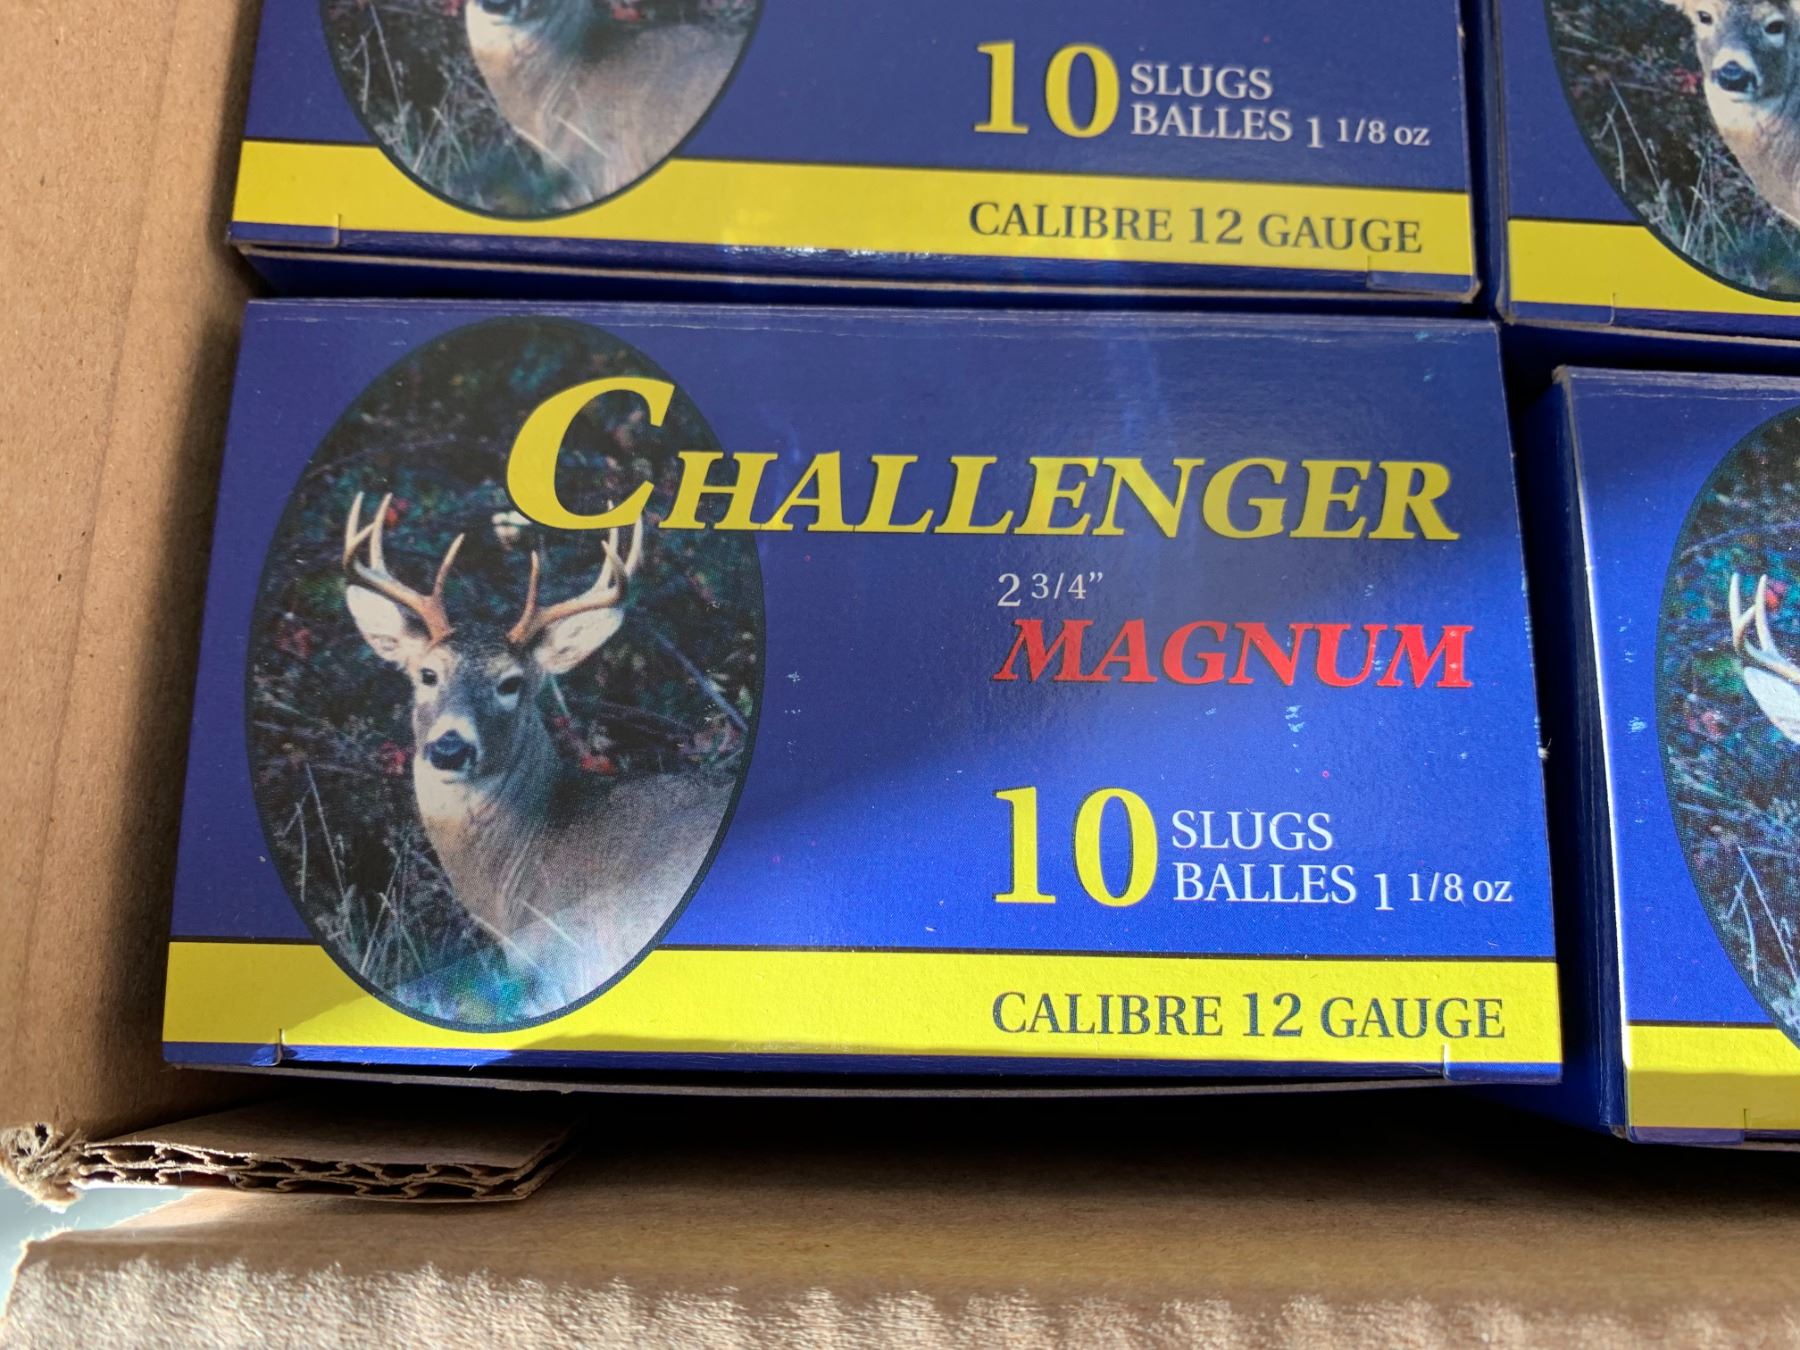 10 SLUGS
BALLES 1 1/8 oz
CALIBRE 12 GAUGE
CHALLENGER
2 3/4”
MAGNUM
10 SLUGS
BALLES 1 1/8 oz
CALIBRE 12 GAUGE